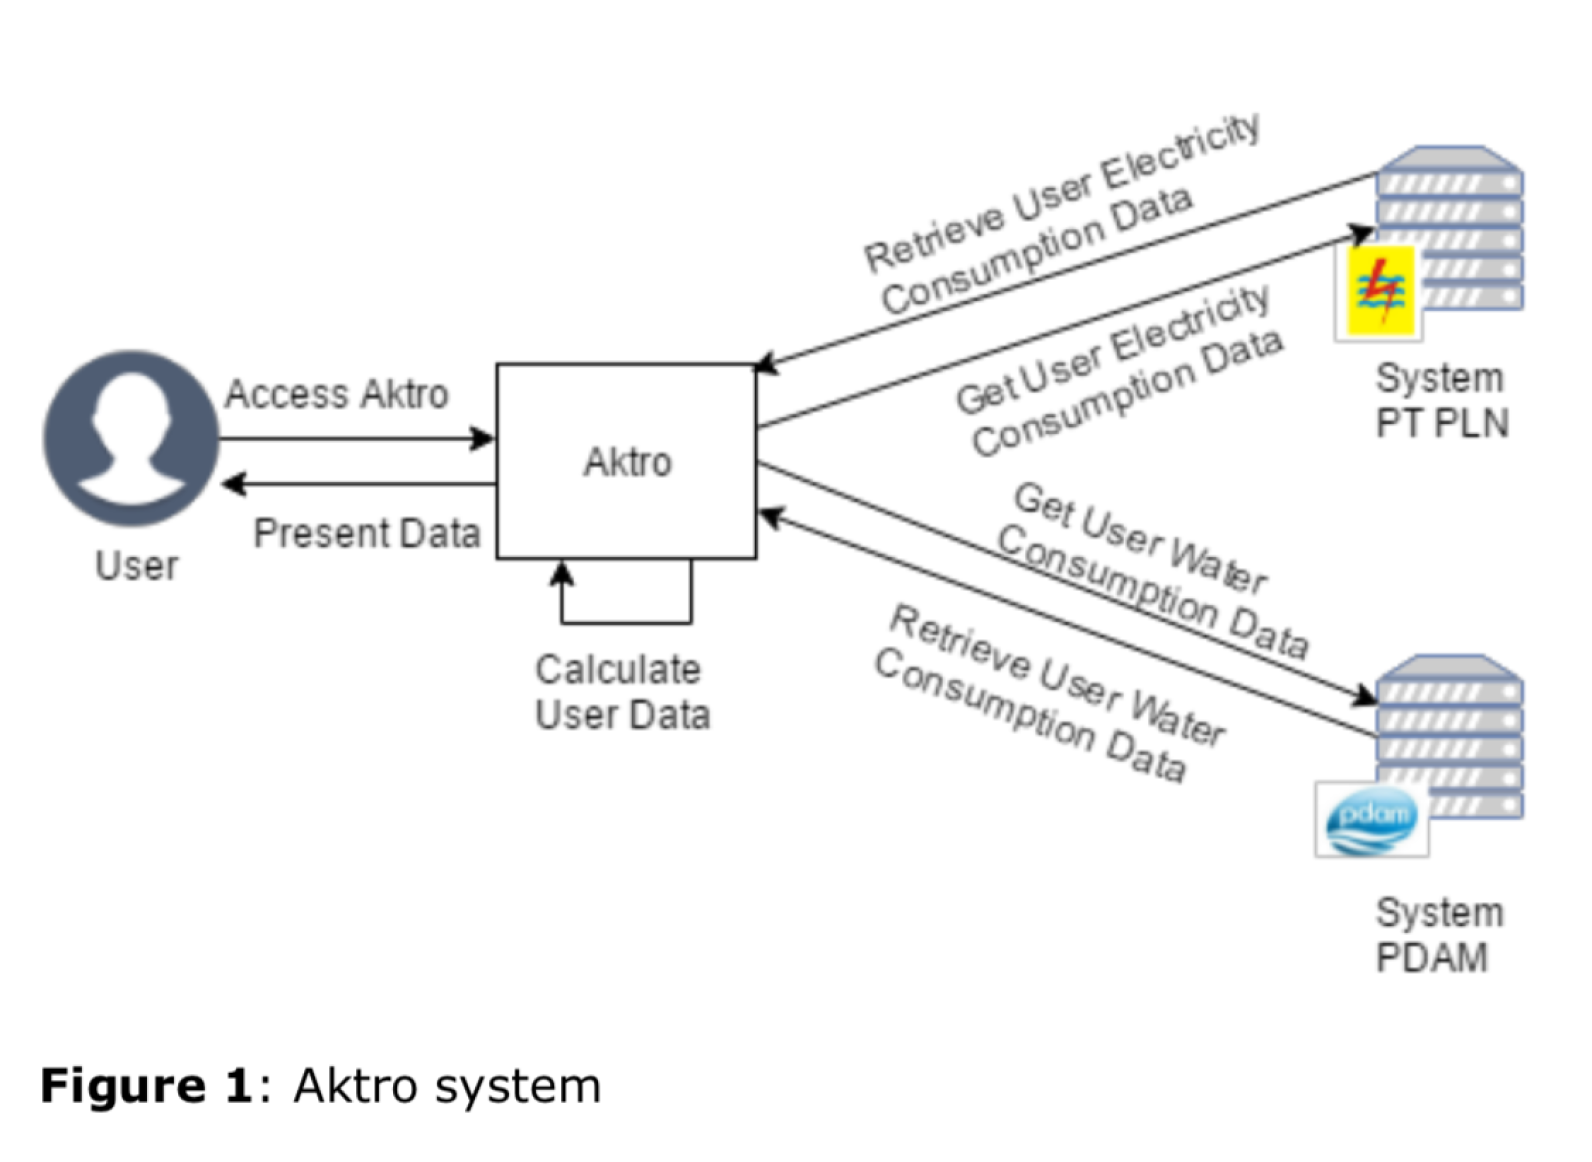 Retrieve User Electricity
Consumption Data
Get User Electricity
Consumption Data
System
PT PLN
Access Aktro
Aktro
Present Data
User
Get User Water
Consumption Data
Retrieve User Water
Consumption Data
Calculate
User Data
pdam
System
PDAM
Figure 1: Aktro system